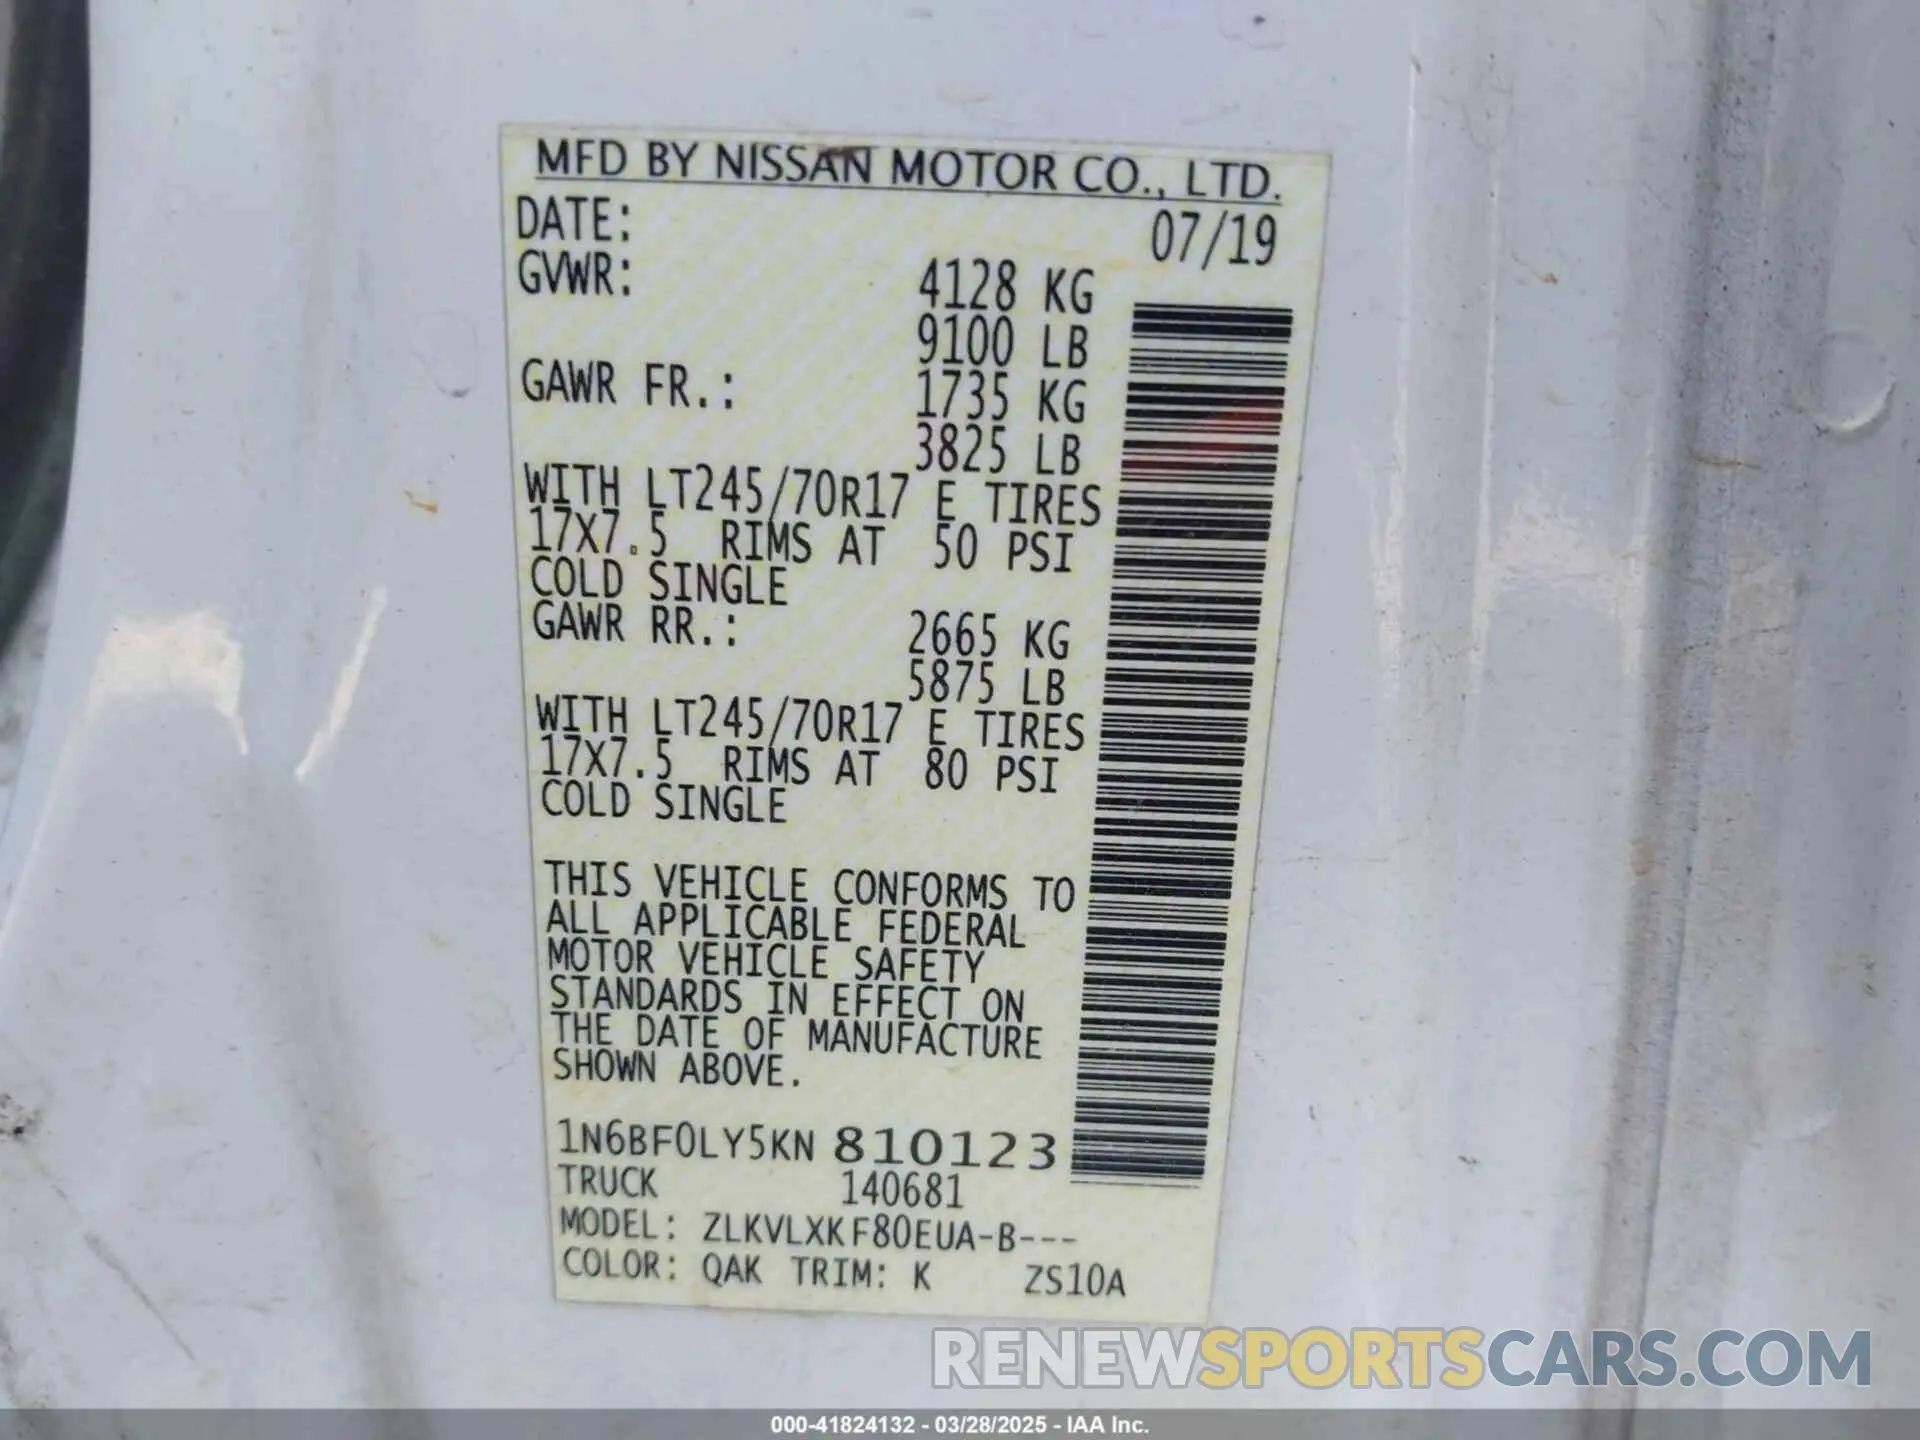 MFD BY NISSAN MOTOR CO., LTD.
DATE: 07/19
GVWR: 4128 KG
9100 LB
GAWR FR.: 1735 KG
3825 LB
WITH LT245/70R17 E TIRES
17X7.5 RIMS AT 50 PSI
COLD SINGLE
GAWR RR.: 2665 KG
5875 LB
WITH LT245/70R17 E TIRES
17X7.5 RIMS AT 80 PSI
COLD SINGLE
THIS VEHICLE CONFORMS TO
ALL APPLICABLE FEDERAL
MOTOR VEHICLE SAFETY
STANDARDS IN EFFECT ON
THE DATE OF MANUFACTURE
SHOWN ABOVE.
1N6BF0LY5KN 810123
TRUCK 140681
MODEL: ZLKVLXKF80EUA-B---
COLOR: QAK TRIM: K ZS10A
RENEWSPORTSCARS.COM
000-41824132 - 03/28/2025 - IAA Inc.